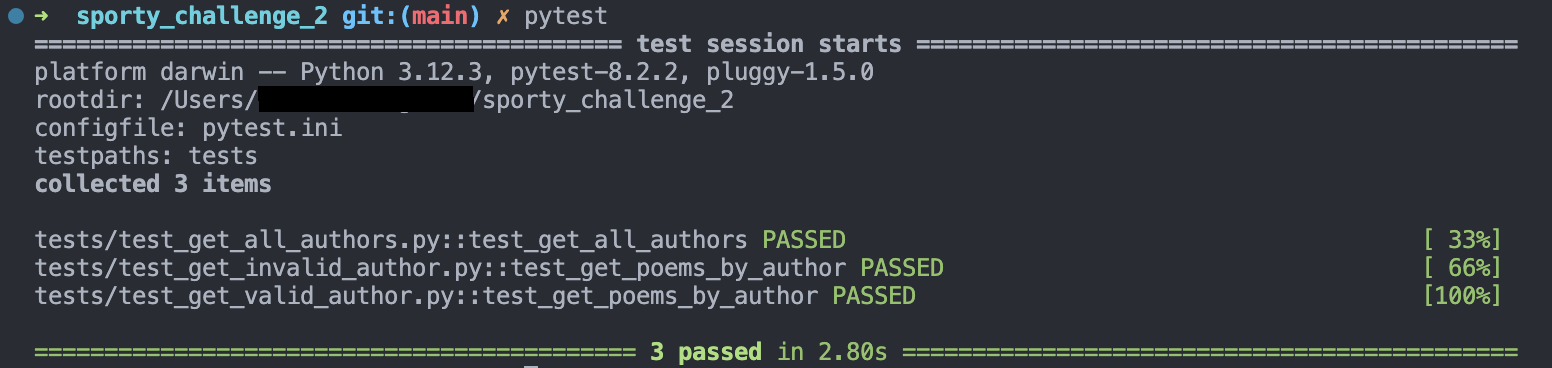 ➜ sporty_challenge_2 git:(main) ✗ pytest
========================================== test session starts ===========================================
platform darwin -- Python 3.12.3, pytest-8.2.2, pluggy-1.5.0
rootdir: /Users/ /sporty_challenge_2
configfile: pytest.ini
testpaths: tests
collected 3 items
tests/test_get_all_authors.py::test_get_all_authors PASSED [ 33%]
tests/test_get_invalid_author.py::test_get_poems_by_author PASSED [ 66%]
tests/test_get_valid_author.py::test_get_poems_by_author PASSED [100%]
=========================================== 3 passed in 2.80s ============================================